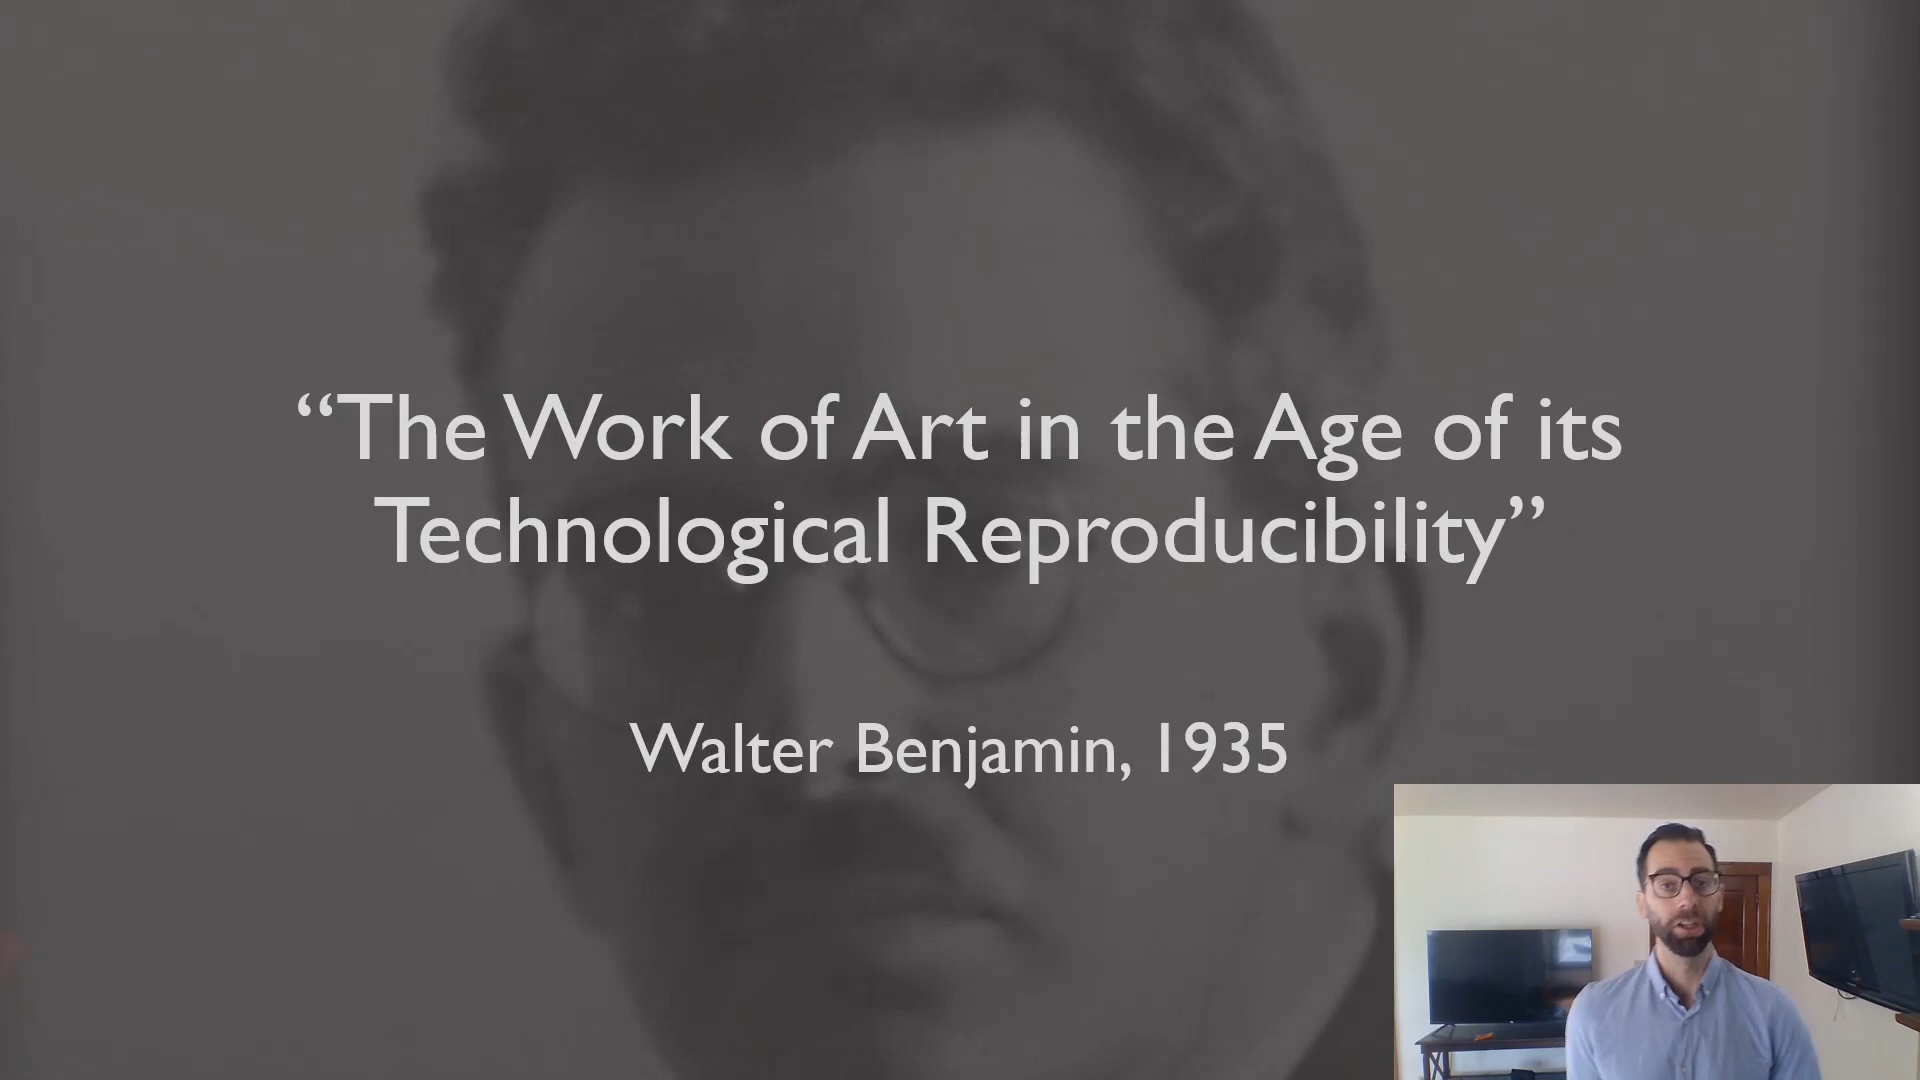 “The Work of Art in the Age of its
Technological Reproducibility”
Walter Benjamin, 1935